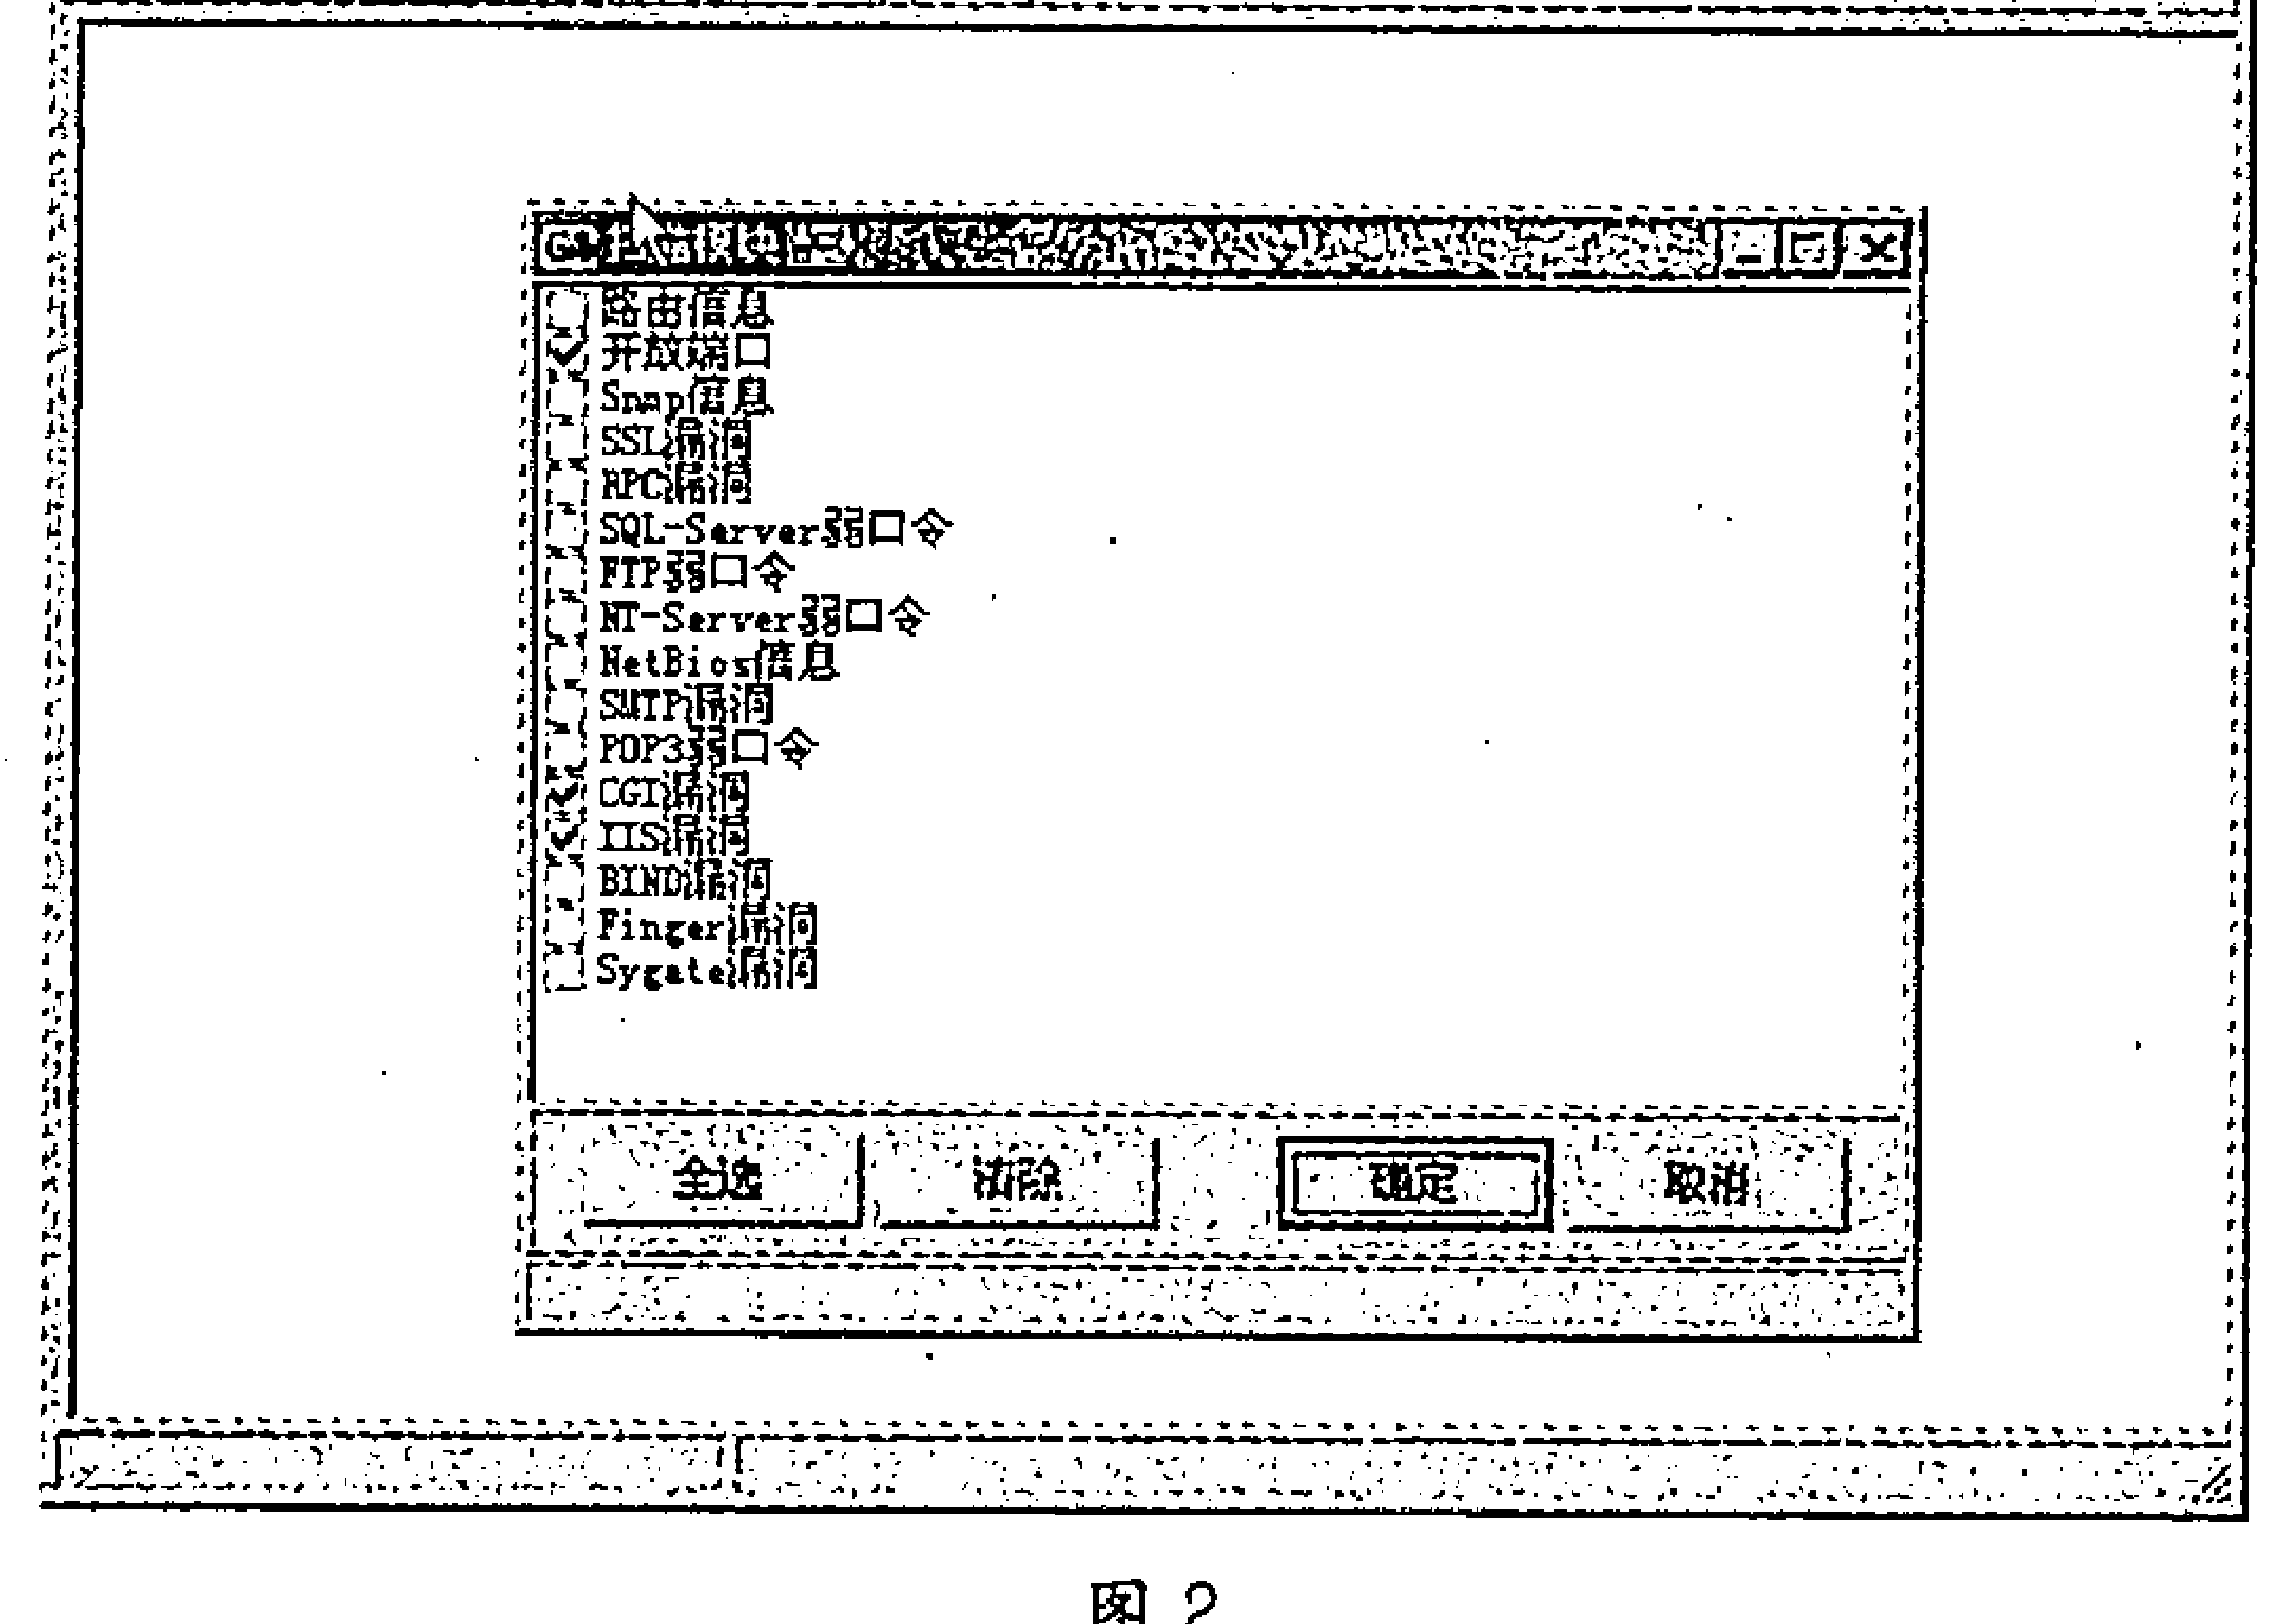 路由信息
开放端口
Snmp信息
SSL漏洞
RPC漏洞
SQL-Server弱口令
FTP弱口令
NT-Server弱口令
NetBios信息
SMTP漏洞
POP3弱口令
CGI漏洞
IIS漏洞
BIND漏洞
Finger漏洞
Sygate漏洞
全选 清除 确定 取消
图 2